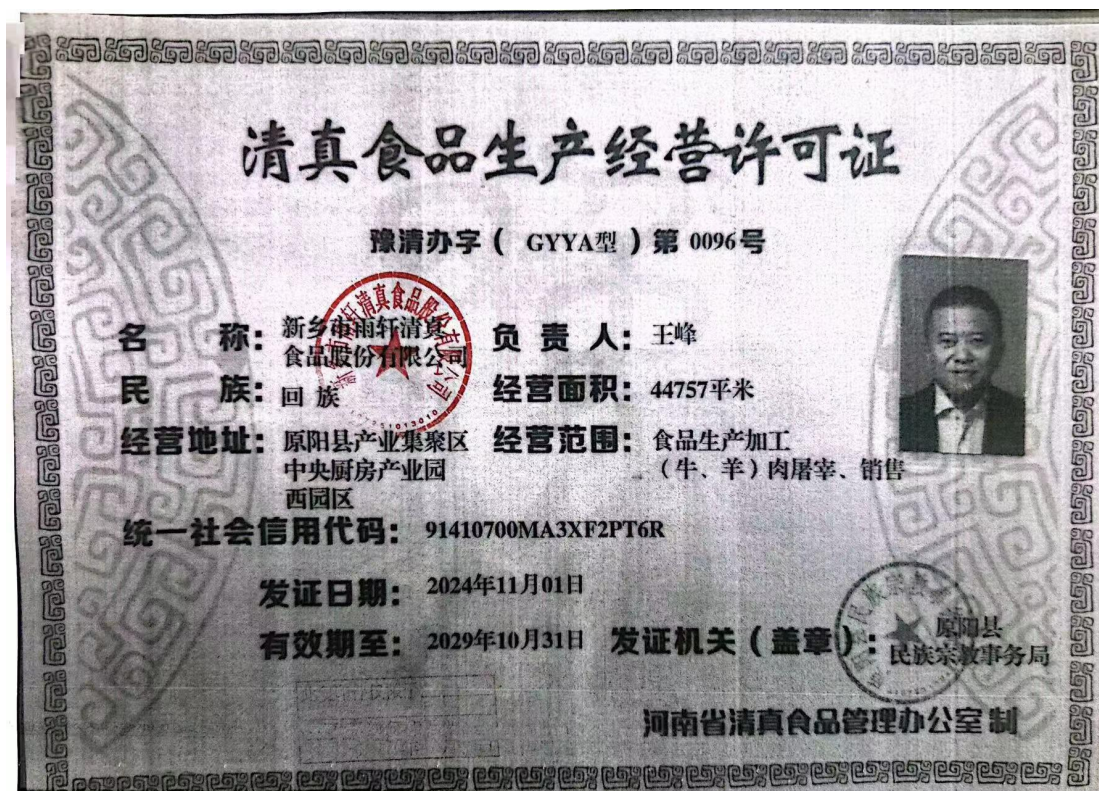 清真食品生产经营许可证
豫清办字（ GYYA型 ）第 0096号
名称： 新乡市雨轩清真 负责人： 王峰
食品股份有限公司
民族： 回族 经营面积： 44757平米
经营地址： 原阳县产业集聚区 经营范围： 食品生产加工
中央厨房产业园 （牛、羊）肉屠宰、销售
西园区
统一社会信用代码： 91410700MA3XF2PT6R
发证日期： 2024年11月01日
有效期至： 2029年10月31日 发证机关（盖章）： 原阳县
民族宗教事务局
河南省清真食品管理办公室 制